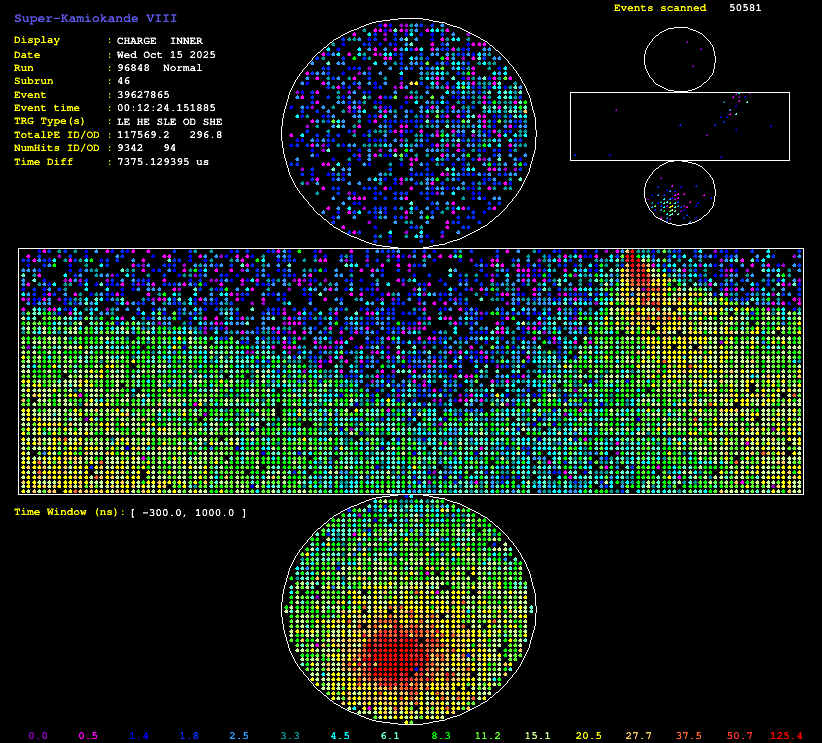 Super-Kamiokande VIII
Events scanned 50581
Display : CHARGE INNER
Date : Wed Oct 15 2025
Run : 96848 Normal
Subrun : 46
Event : 39627865
Event time : 00:12:24.151885
TRG Type(s) : LE HE SLE OD SHE
TotalPE ID/OD : 117569.2 296.8
NumHits ID/OD : 9342 94
Time Diff : 7375.129395 us
Time Window (ns): [ -300.0, 1000.0 ]
0.0 0.5 1.4 1.8 2.5 3.3 4.5 6.1 8.3 11.2 15.1 20.5 27.7 37.5 50.7 125.4